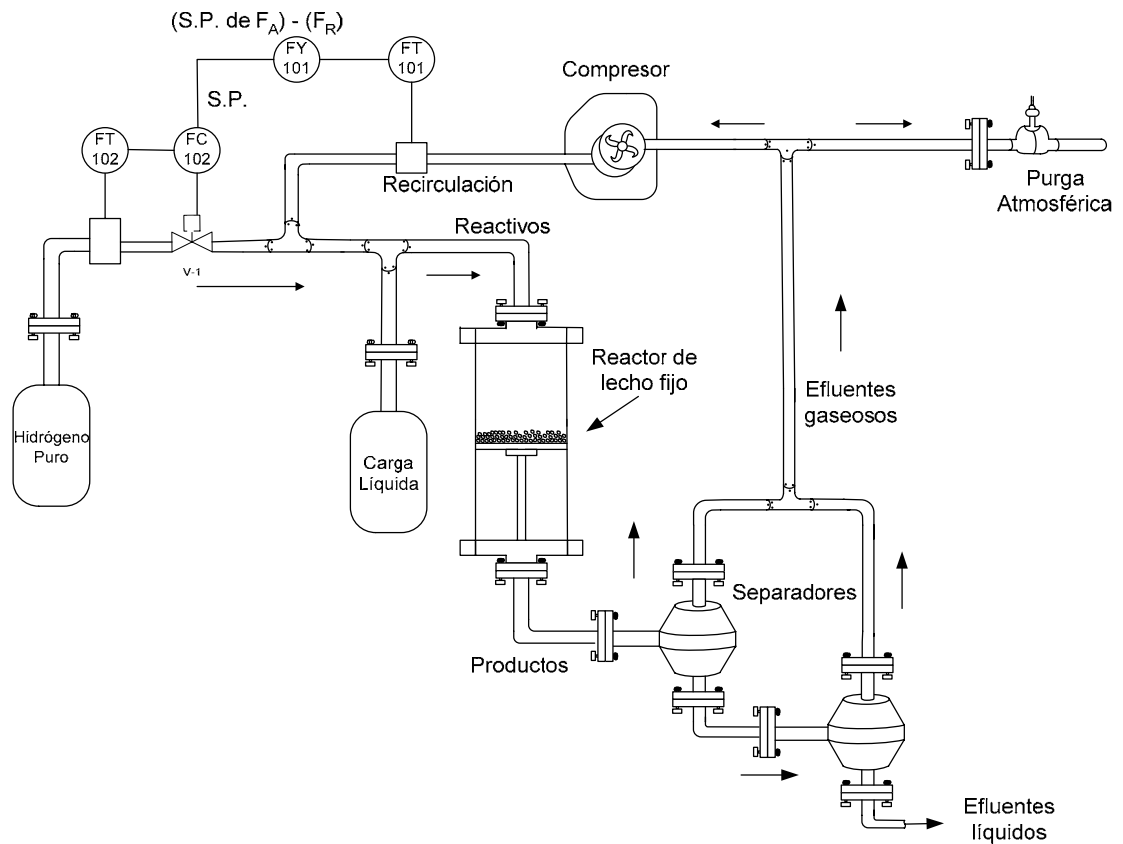 (S.P. de FA) - (FR)
FY
101
FT
101
S.P.
Compresor
FT
102
FC
102
Recirculación
Purga
Atmosférica
Reactivos
V-1
Reactor de
lecho fijo
Efluentes
gaseosos
Hidrógeno
Puro
Carga
Líquida
Separadores
Productos
Efluentes
líquidos